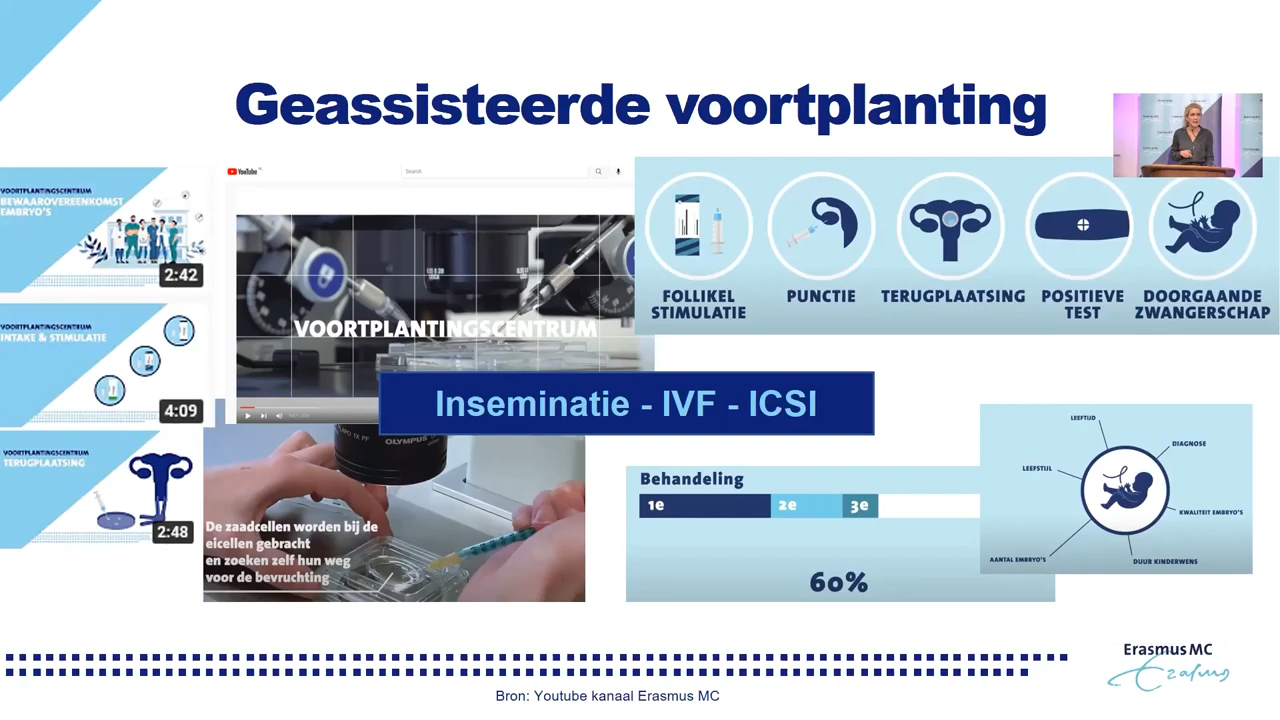 Geassisteerde voortplanting
VOORTPLANTINGSCENTRUM
BEWAAROVEREENKOMST
EMBRYO'S
2:42
VOORTPLANTINGSCENTRUM
INTAKE & STIMULATIE
4:09
VOORTPLANTINGSCENTRUM
TERUGPLAATSING
2:48
YouTube
Search
VOORTPLANTINGSCENTRUM
FOLLIKEL
STIMULATIE
PUNCTIE
TERUGPLAATSING
POSITIEVE
TEST
DOORGAANDE
ZWANGERSCHAP
Inseminatie - IVF - ICSI
OLYMPUS
De zaadcellen worden bij de
eicellen gebracht
en zoeken zelf hun weg
voor de bevruchting
Behandeling
1e 2e 3e
60%
LEEFTIJD
DIAGNOSE
LEEFSTIJL
KWALITEIT EMBRYO'S
AANTAL EMBRYO'S
DUUR KINDERWENS
Erasmus MC
Erasmus
Bron: Youtube kanaal Erasmus MC